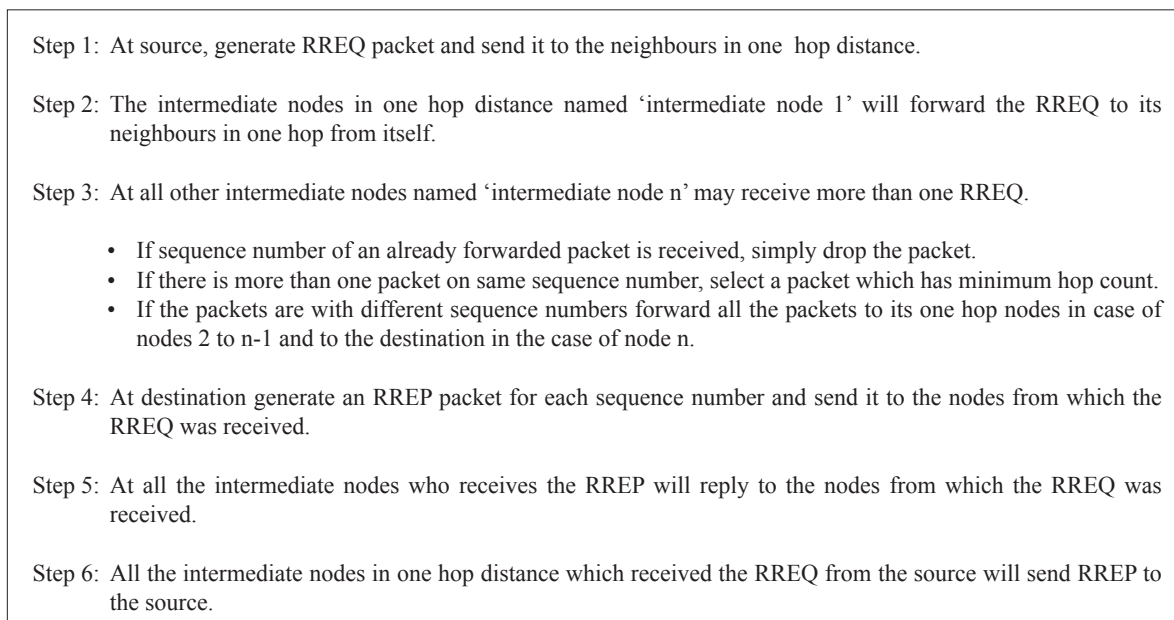 Step 1: At source, generate RREQ packet and send it to the neighbours in one hop distance.
Step 2: The intermediate nodes in one hop distance named ‘intermediate node 1’ will forward the RREQ to its
neighbours in one hop from itself.
Step 3: At all other intermediate nodes named ‘intermediate node n’ may receive more than one RREQ.
• If sequence number of an already forwarded packet is received, simply drop the packet.
• If there is more than one packet on same sequence number, select a packet which has minimum hop count.
• If the packets are with different sequence numbers forward all the packets to its one hop nodes in case of
nodes 2 to n-1 and to the destination in the case of node n.
Step 4: At destination generate an RREP packet for each sequence number and send it to the nodes from which the
RREQ was received.
Step 5: At all the intermediate nodes who receives the RREP will reply to the nodes from which the RREQ was
received.
Step 6: All the intermediate nodes in one hop distance which received the RREQ from the source will send RREP to
the source.